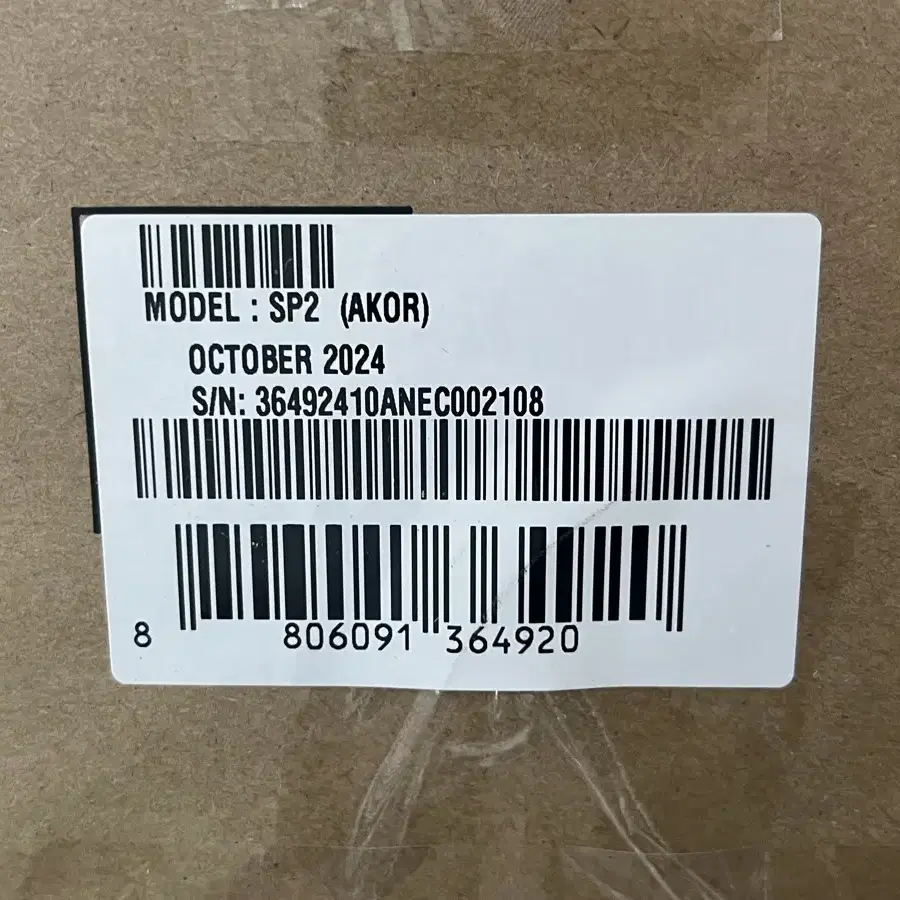 MODEL : SP2 (AKOR)
OCTOBER 2024
S/N: 36492410ANEC002108
8 806091 364920